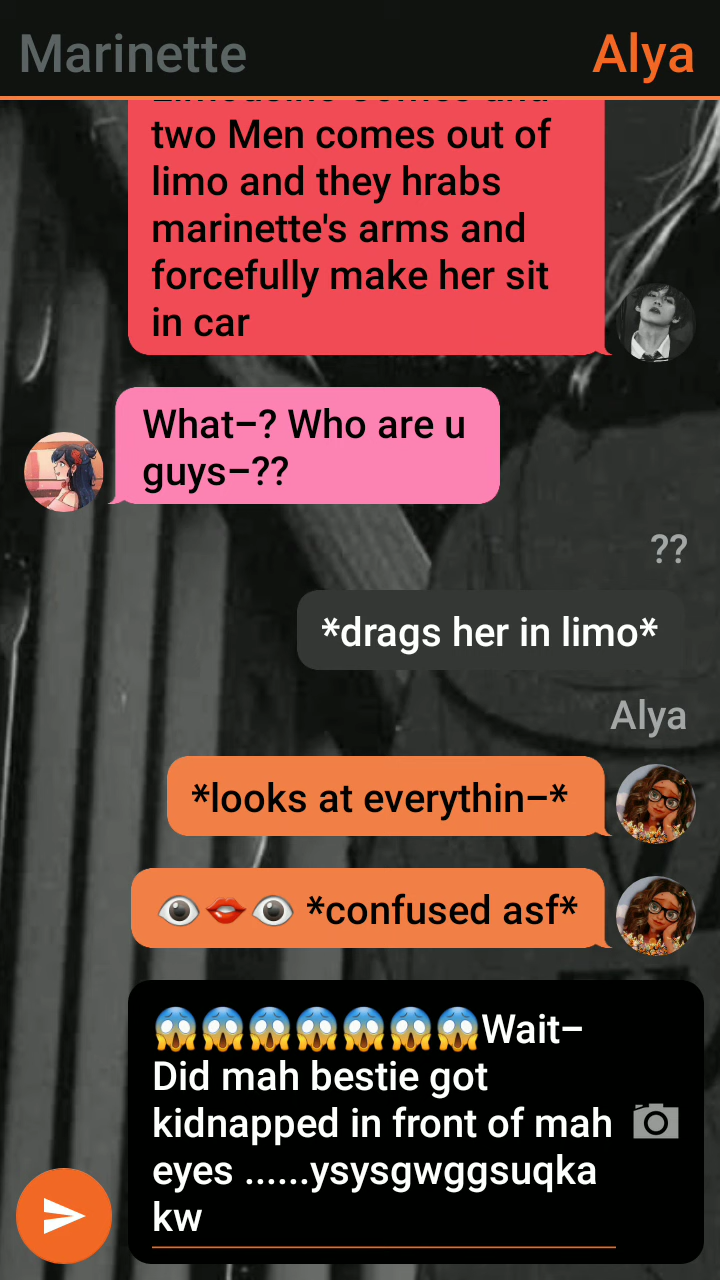 Marinette
Alya
two Men comes out of
limo and they hrabs
marinette's arms and
forcefully make her sit
in car
What–? Who are u
guys–??
??
*drags her in limo*
Alya
*looks at everythin–*
👁️👄👁️ *confused asf*
😱😱😱😱😱😱😱Wait–
Did mah bestie got
kidnapped in front of mah
eyes ......ysysgwggsuqka
kw